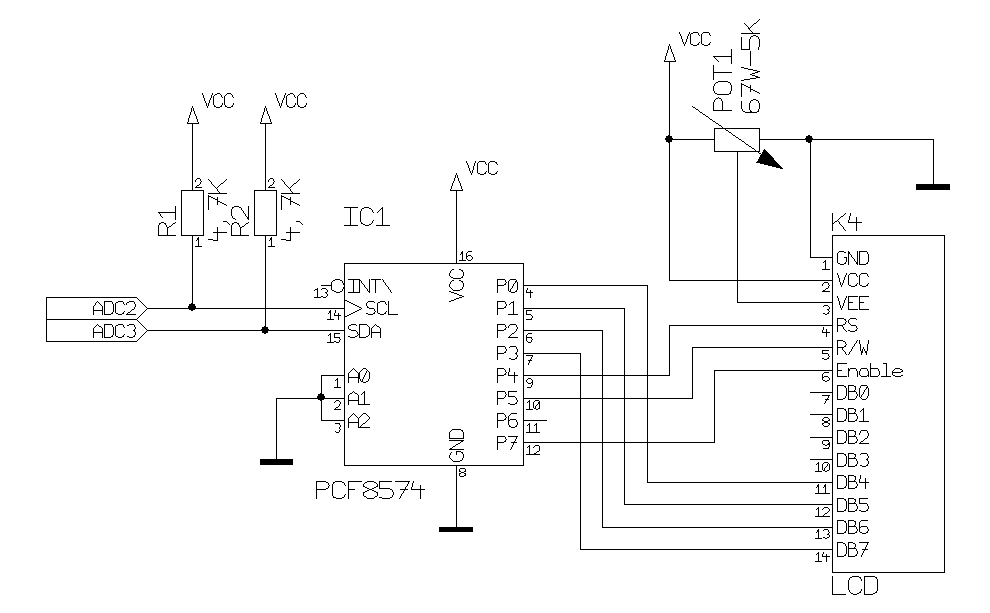 VCC
POT1
67W-5K
VCC
VCC
2
R1
4,7K
1
2
R2
4,7K
1
VCC
IC1
16
VCC
13
INT\
ADC2
14
SCL
ADC3
15
SDA
1
A0
2
A1
3
A2
P0
4
P1
5
P2
6
P3
7
P4
9
P5
10
P6
11
P7
12
GND
8
PCF8574
K4
1
GND
2
VCC
3
VEE
4
RS
5
R/W
6
Enable
7
DB0
8
DB1
9
DB2
10
DB3
11
DB4
12
DB5
13
DB6
14
DB7
LCD